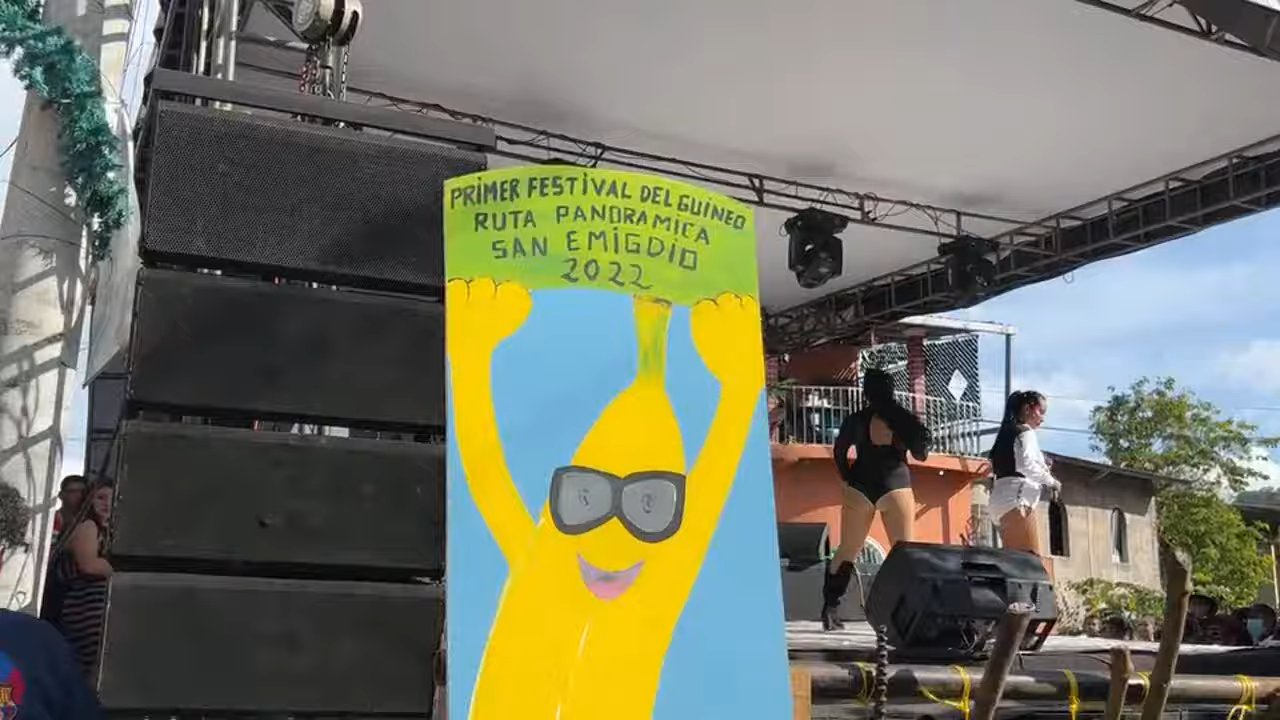 PRIMER FESTIVAL DEL GUINEO
RUTA PANORAMICA
SAN EMIGDIO
2022